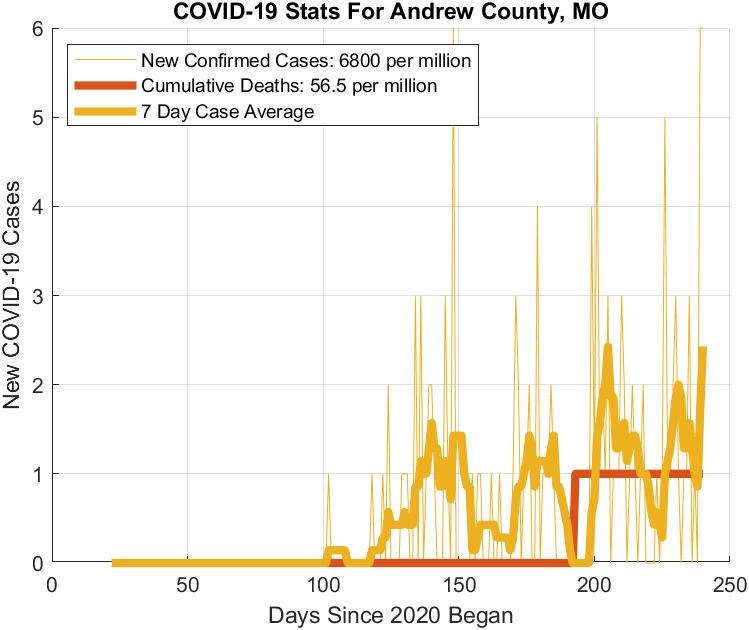 COVID-19 Stats For Andrew County, MO
New Confirmed Cases: 6800 per million
Cumulative Deaths: 56.5 per million
7 Day Case Average
New COVID-19 Cases
6
5
4
3
2
1
0
0 50 100 150 200 250
Days Since 2020 Began